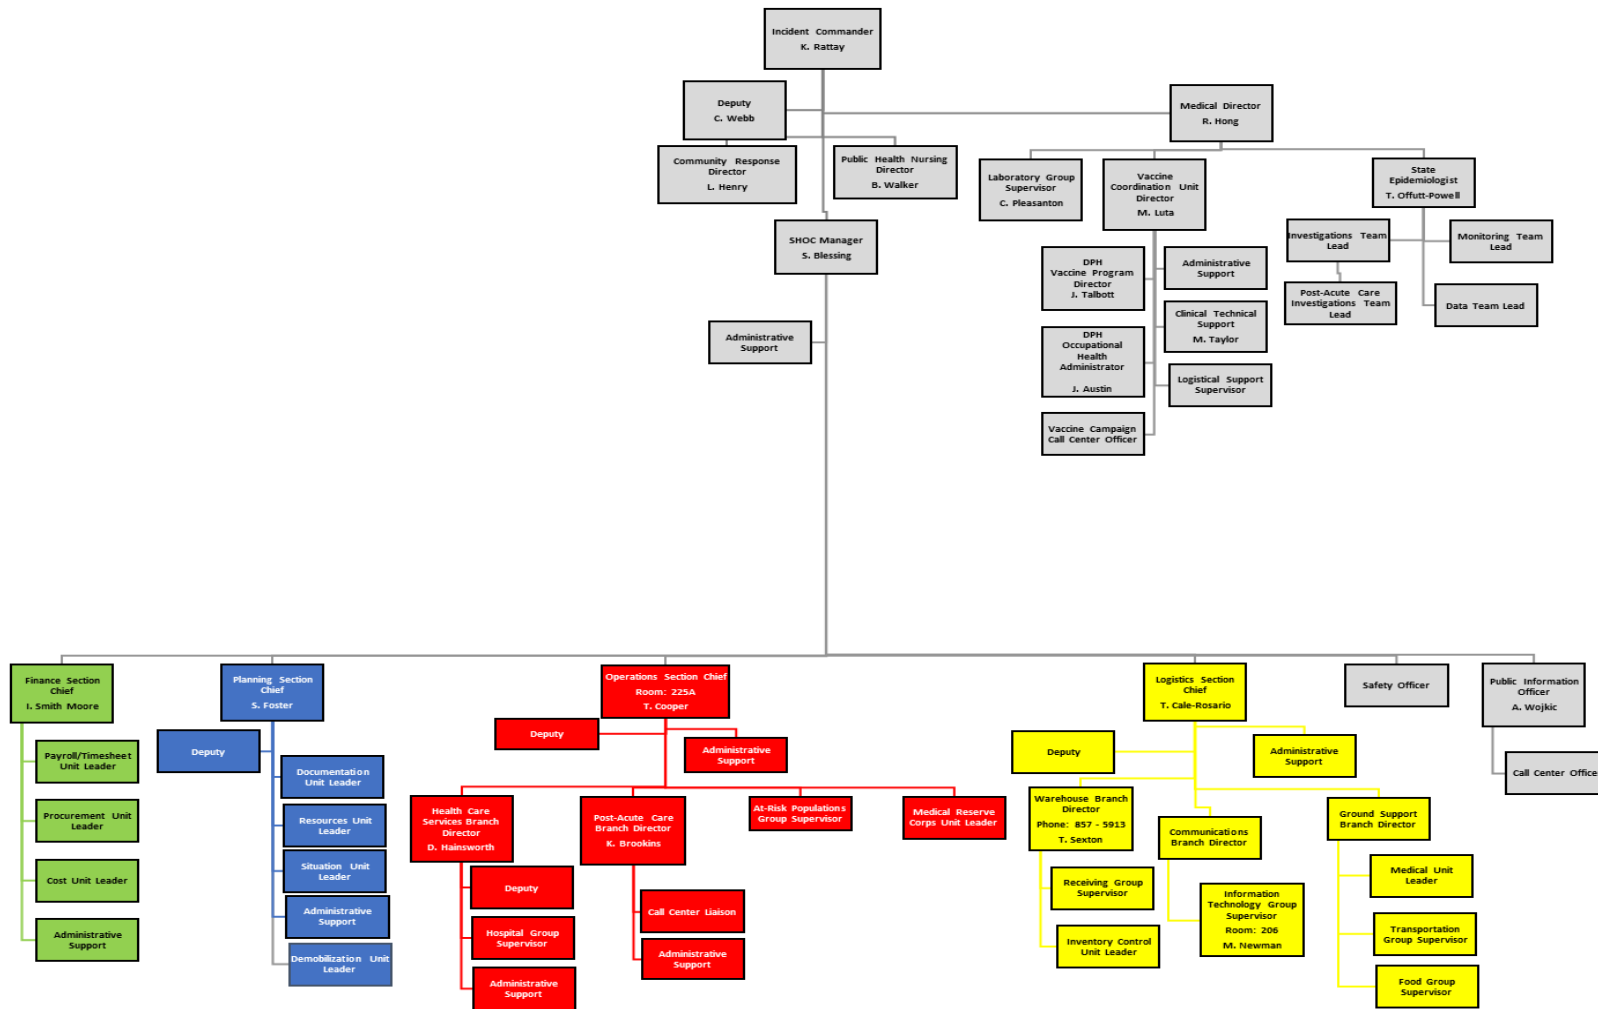 Incident Commander
K. Rattay
Deputy
C. Webb
Medical Director
R. Hong
Community Response
Director
L. Henry
Public Health Nursing
Director
B. Walker
Laboratory Group
Supervisor
C. Pleasanton
Vaccine
Coordination Unit
Director
M. Luta
State
Epidemiologist
T. Offutt-Powell
SHOC Manager
S. Blessing
Investigations Team
Lead
Monitoring Team
Lead
DPH
Vaccine Program
Director
J. Talbott
Administrative
Support
Post-Acute Care
Investigations Team
Lead
Data Team Lead
Clinical Technical
Support
M. Taylor
Administrative
Support
DPH
Occupational
Health
Administrator
J. Austin
Logistical Support
Supervisor
Vaccine Campaign
Call Center Officer
Finance Section
Chief
I. Smith Moore
Planning Section
Chief
S. Foster
Operations Section Chief
Room: 225A
T. Cooper
Logistics Section
Chief
T. Cale-Rosario
Safety Officer
Public Information
Officer
A. Wojkic
Payroll/Timesheet
Unit Leader
Procurement Unit
Leader
Cost Unit Leader
Administrative
Support
Deputy
Documentation
Unit Leader
Resources Unit
Leader
Situation Unit
Leader
Administrative
Support
Demobilization Unit
Leader
Deputy
Administrative
Support
Health Care
Services Branch
Director
D. Hainsworth
Post-Acute Care
Branch Director
K. Brookins
At-Risk Populations
Group Supervisor
Medical Reserve
Corps Unit Leader
Deputy
Hospital Group
Supervisor
Administrative
Support
Call Center Liaison
Administrative
Support
Deputy
Administrative
Support
Warehouse Branch
Director
Phone: 857 - 5913
T. Sexton
Communications
Branch Director
Ground Support
Branch Director
Receiving Group
Supervisor
Inventory Control
Unit Leader
Information
Technology Group
Supervisor
Room: 206
M. Newman
Medical Unit
Leader
Transportation
Group Supervisor
Food Group
Supervisor
Call Center Officer